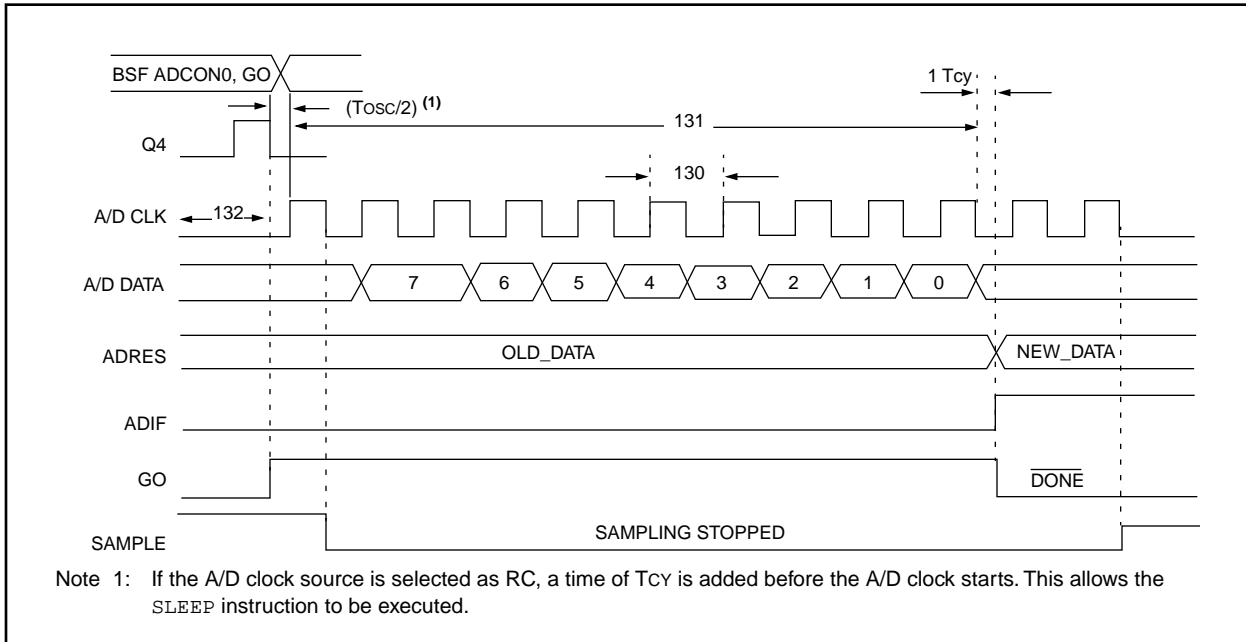 BSF ADCON0, GO
(TOSC/2) (1)
1 Tcy
131
Q4
130
A/D CLK
132
A/D DATA
7 6 5 4 3 2 1 0
ADRES
OLD_DATA
NEW_DATA
ADIF
GO
DONE
SAMPLE
SAMPLING STOPPED
Note 1: If the A/D clock source is selected as RC, a time of TCY is added before the A/D clock starts. This allows the
SLEEP instruction to be executed.